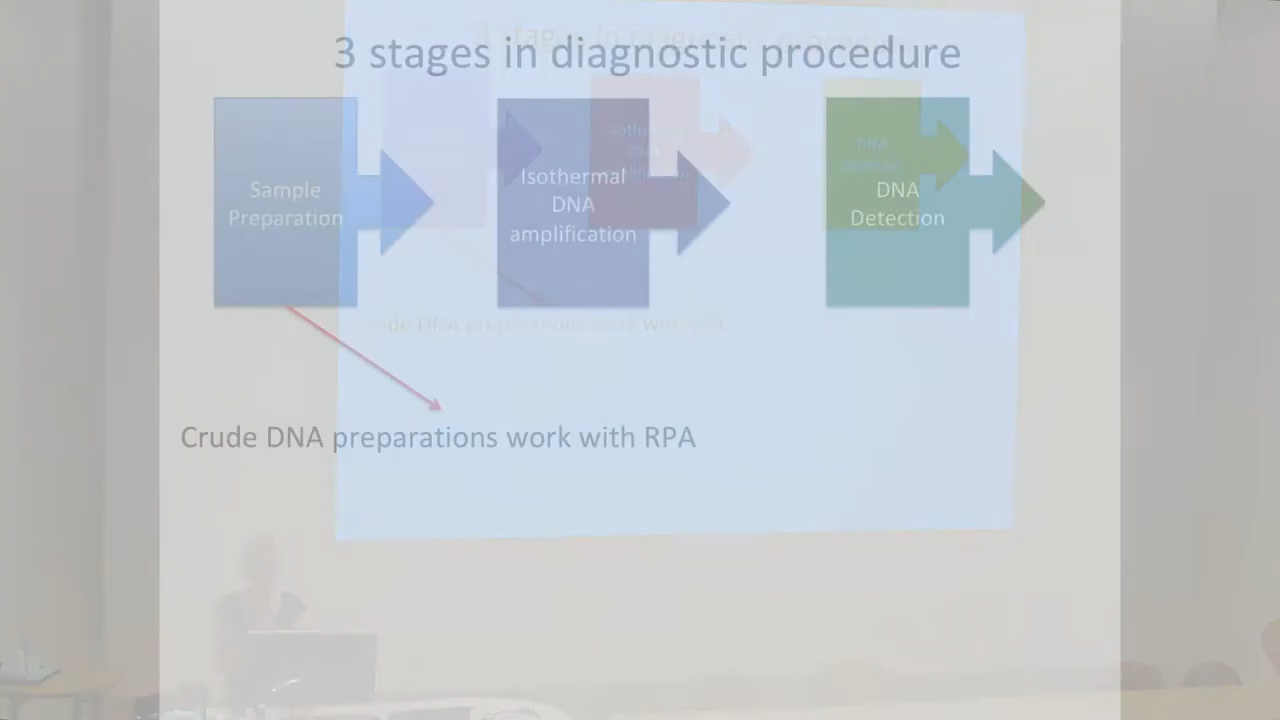 3 stages in diagnostic procedure
Sample
Preparation
Isothermal
DNA
amplification
DNA
Detection
Crude DNA preparations work with RPA